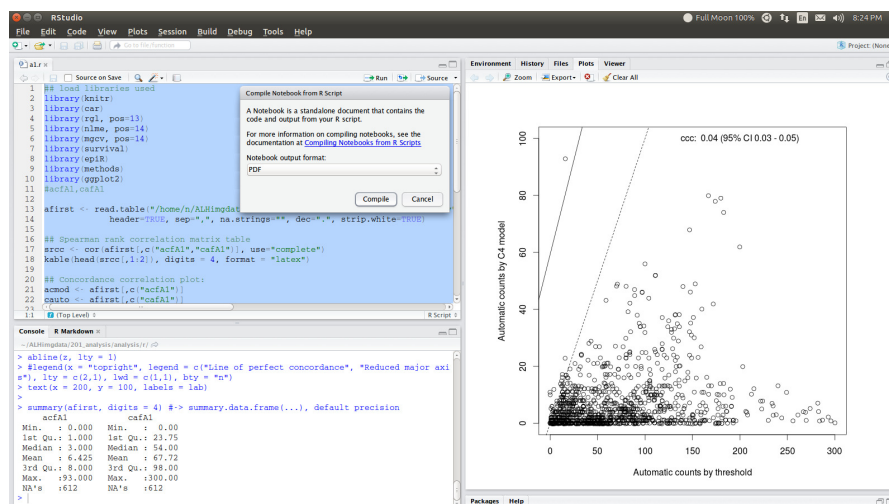 RStudio
Full Moon 100% En 8:24 PM
File Edit Code View Plots Session Build Debug Tools Help
Go to file/function
Project: (None
a1.r ×
Source on Save
Run
Source
1 ## load libraries used
2 library(knitr)
3 library(car)
4 library(rgl, pos=13)
5 library(nlme, pos=14)
6 library(mgcv, pos=14)
7 library(survival)
8 library(epiR)
9 library(methods)
10 library(ggplot2)
11 #acfA1,cafA1
12
13 afirst <- read.table("/home/n/ALHimgdat
14 header=TRUE, sep=",", na.strings="", dec=".", strip.white=TRUE)
15
16 ## Spearman rank correlation matrix table
17 srcc <- cor(afirst[,c("acfA1","cafA1")], use="complete")
18 kable(head(srcc[,1:2]), digits = 4, format = "latex")
19
20 ## Concordance correlation plot:
21 acmod <- afirst[,c("acfA1")]
22 cauto <- afirst[,c("cafA1")]
23
1:1 (Top Level) R Script
Compile Notebook from R Script
A Notebook is a standalone document that contains the
code and output from your R script.
For more information on compiling notebooks, see the
documentation at Compiling Notebooks from R Scripts
Notebook output format:
PDF
Compile Cancel
Console R Markdown ×
~/ALHimgdata/201_analysis/analysis/r/
> abline(z, lty = 1)
> #legend(x = "topright", legend = c("Line of perfect concordance", "Reduced major axi
s"), lty = c(2,1), lwd = c(1,1), bty = "n")
> text(x = 200, y = 100, labels = lab)
>
> summary(afirst, digits = 4) #-> summary.data.frame(...), default precision
acfA1 cafA1
Min. : 0.000 Min. : 0.00
1st Qu.: 1.000 1st Qu.: 23.75
Median : 3.000 Median : 54.00
Mean : 6.425 Mean : 67.72
3rd Qu.: 8.000 3rd Qu.: 98.00
Max. :93.000 Max. :300.00
NA's :612 NA's :612
>
Environment History Files Plots Viewer
Zoom Export Clear All
ccc: 0.04 (95% CI 0.03 - 0.05)
Automatic counts by C4 model
100
80
60
40
20
0
0 50 100 150 200 250 300
Automatic counts by threshold
Packages Help